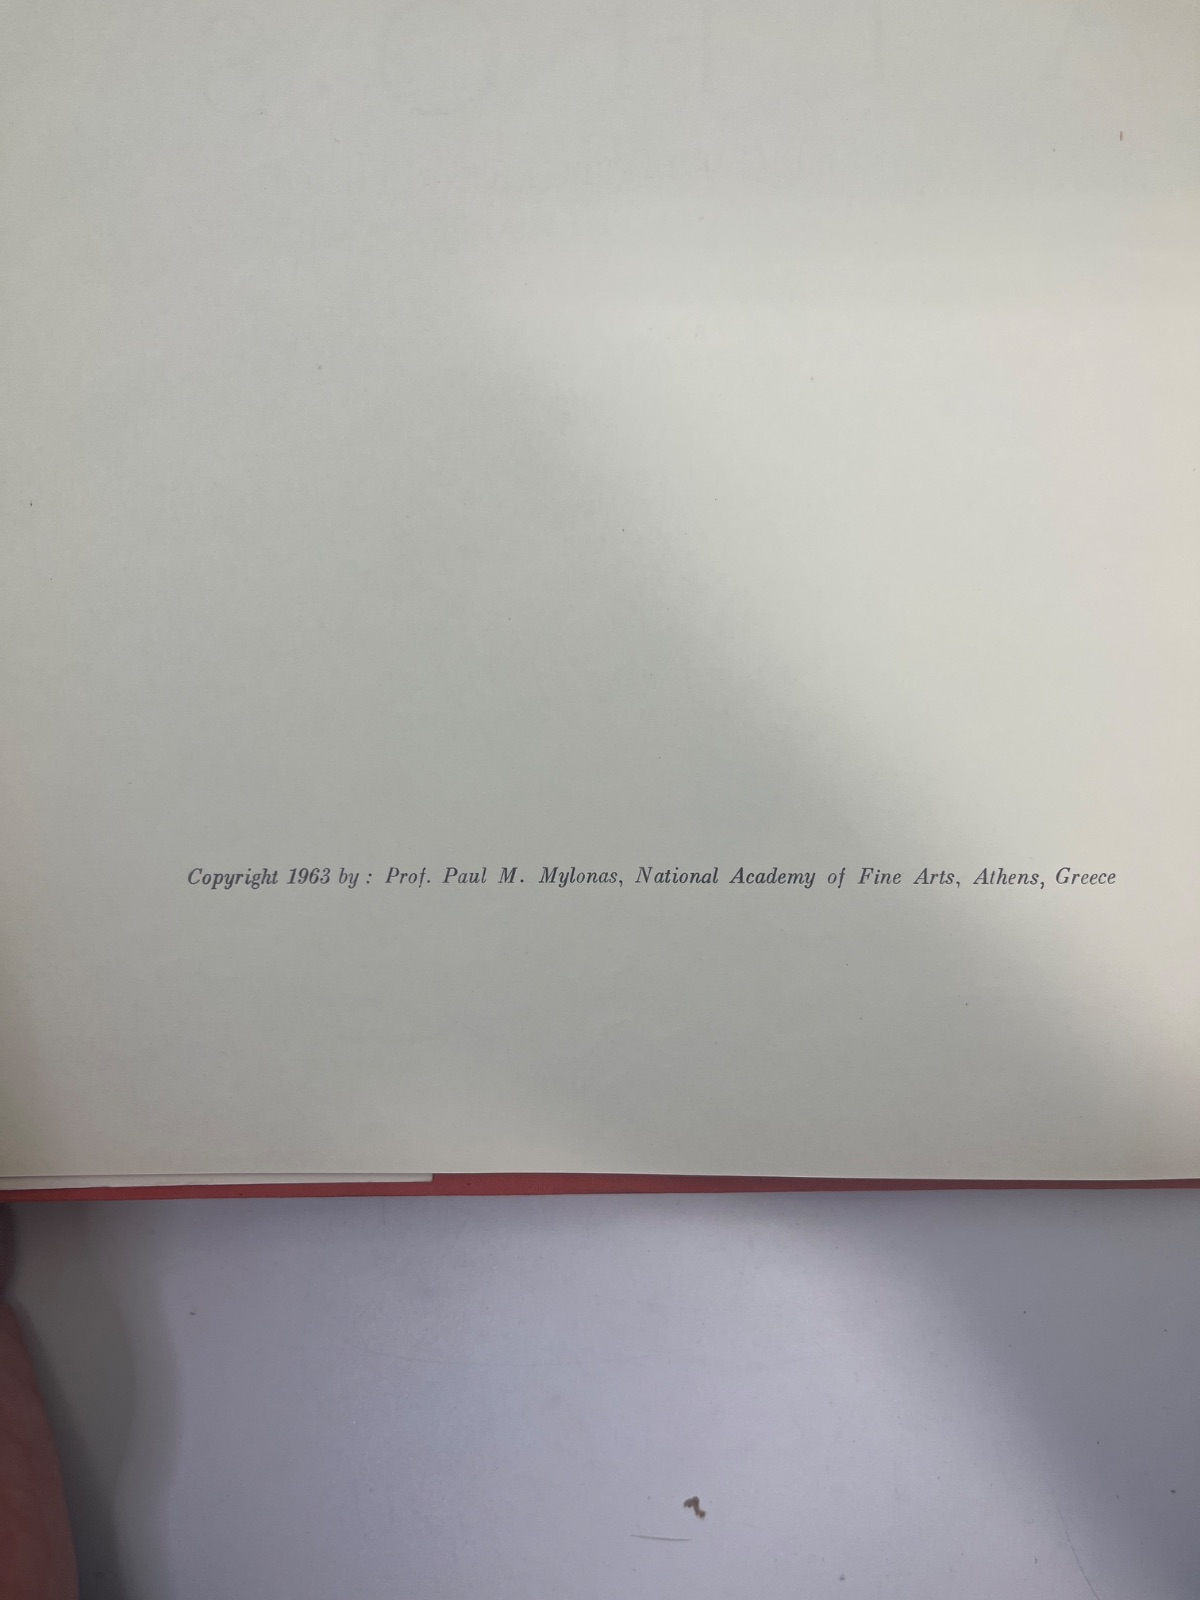 Copyright 1963 by : Prof. Paul M. Mylonas, National Academy of Fine Arts, Athens, Greece